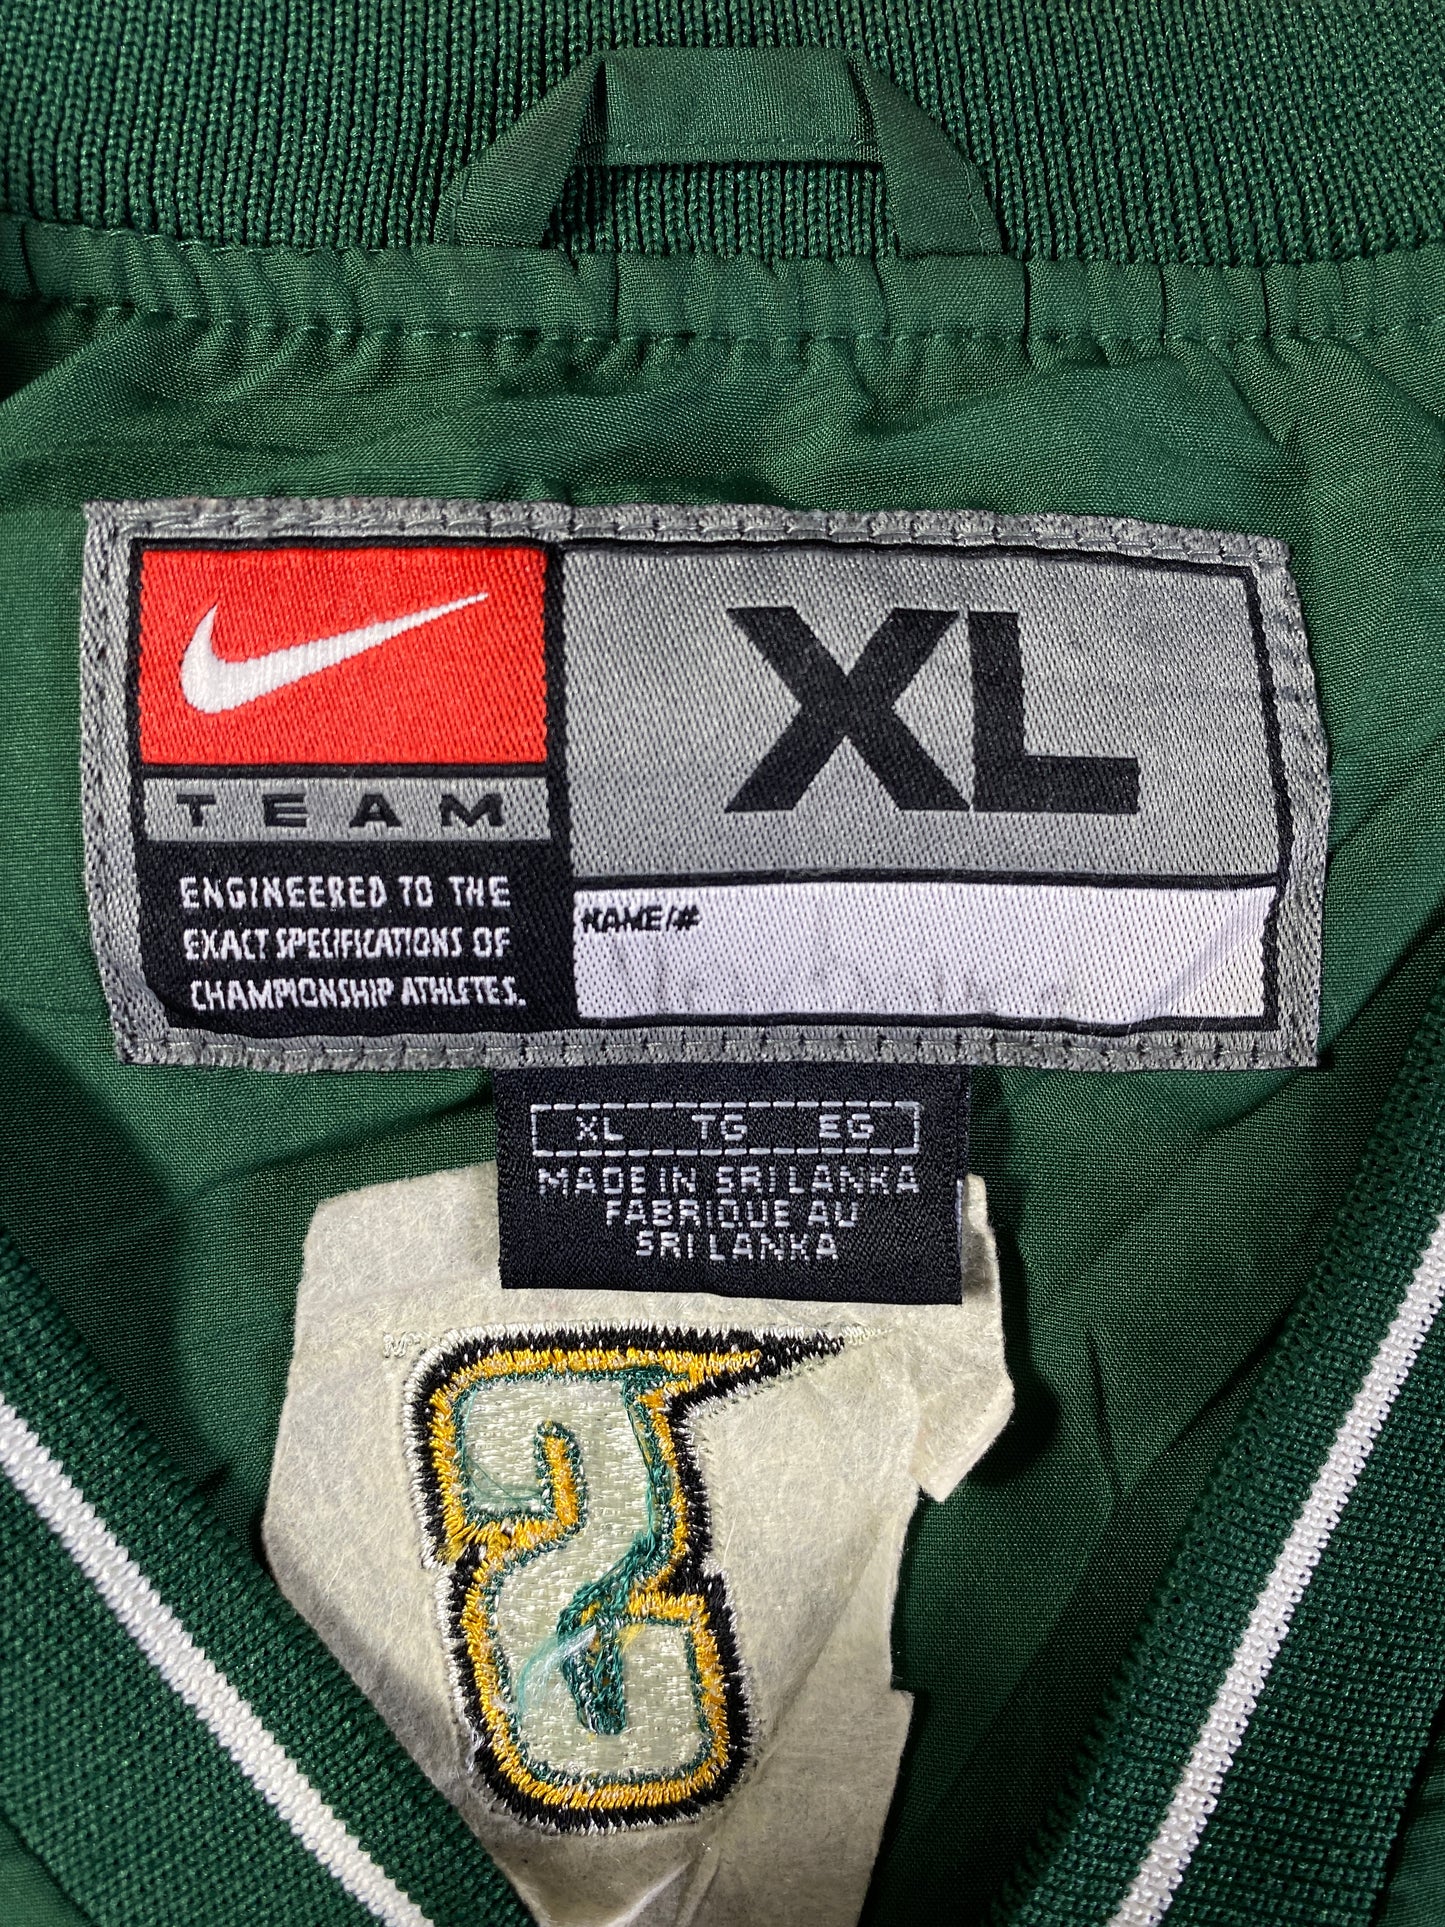 XL
TEAM
ENGINEERED TO THE
EXACT SPECIFICATIONS OF
CHAMPIONSHIP ATHLETES.
NAME/#
XL TG EG
MADE IN SRI LANKA
FABRIQUE AU
SRI LANKA